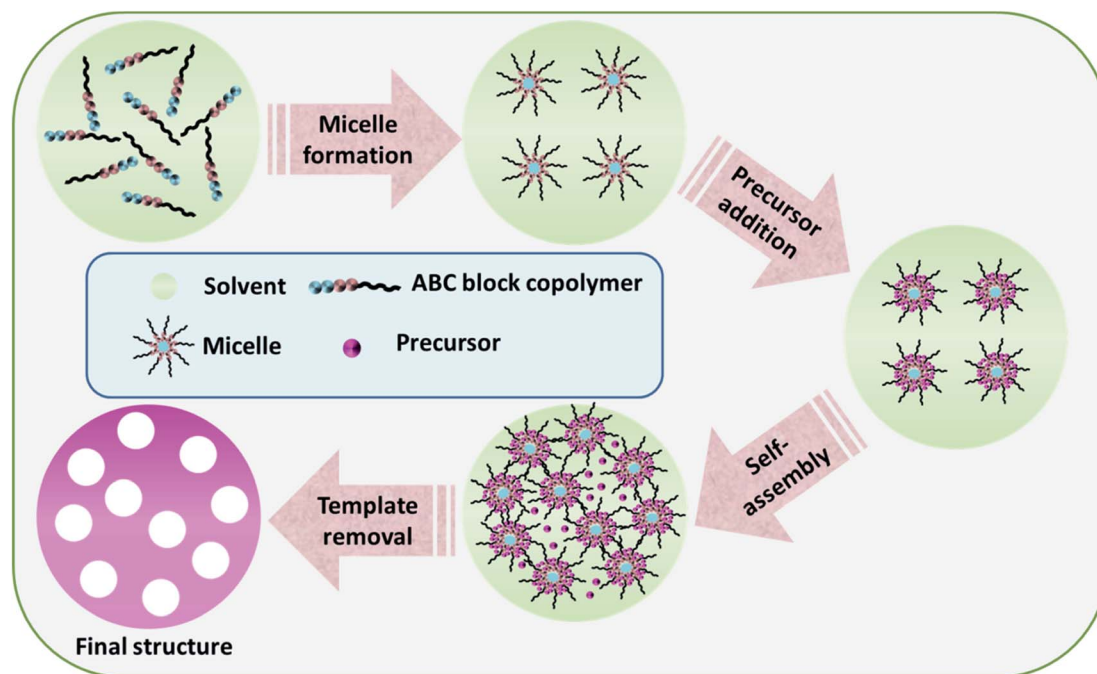 Micelle
formation
Precursor
addition
Solvent
ABC block copolymer
Micelle
Precursor
Self-
assembly
Template
removal
Final structure